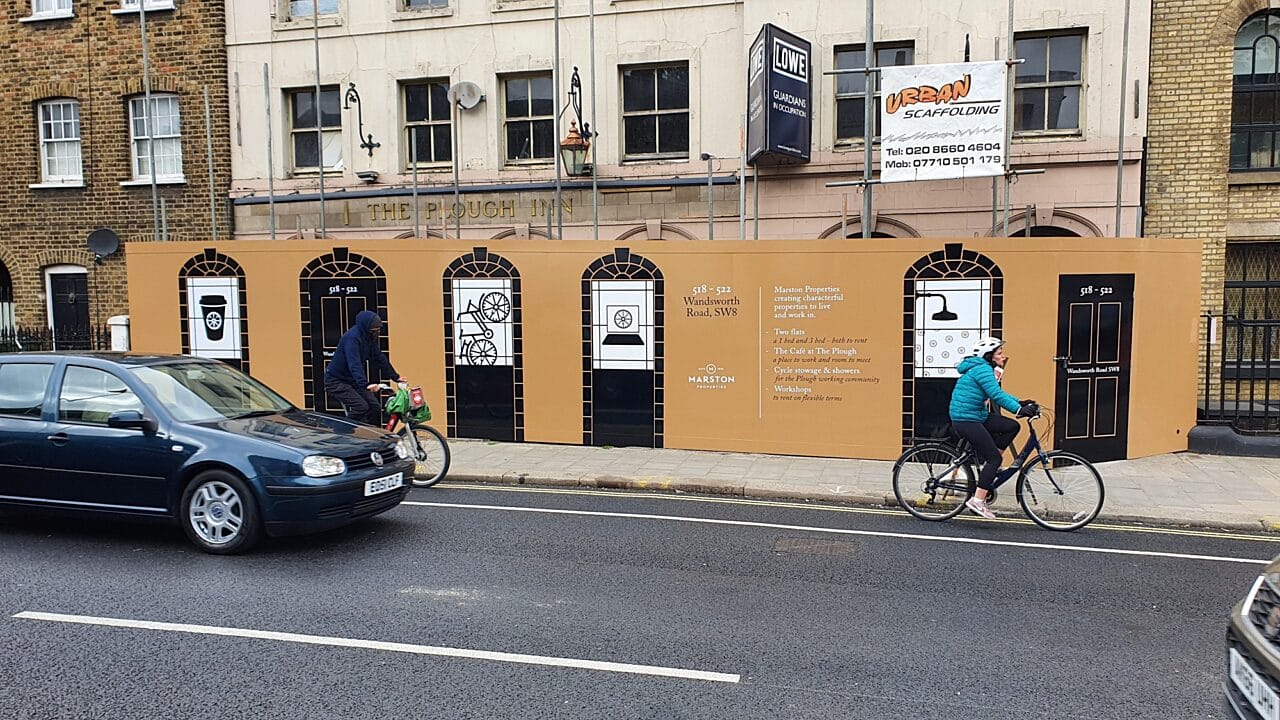 LOWE
GUARDIANS
IN OCCUPATION
URBAN
SCAFFOLDING
Tel: 020 8660 4604
Mob: 07710 501 179
THE PLOUGH INN
518 - 522
518 - 522
Wandsworth
Road, SW8
MARSTON
PROPERTIES
Marston Properties
creating characterful
properties to live
and work in.
- Two flats
a 1 bed and 3 bed - both to rent
- The Café at The Plough
a place to work and room to meet
- Cycle stowage & showers
for the Plough working community
- Workshops
to rent on flexible terms
518 - 522
Wandsworth Road SW8
EO51 CLF